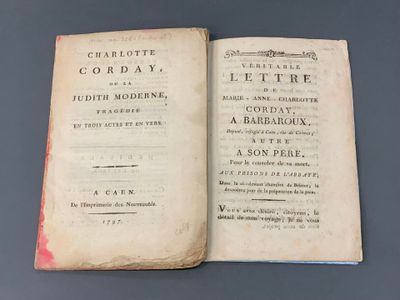 CHARLOTTE
CORDAY,
OU LA
JUDITH MODERNE,
TRAGÉDIE
EN TROIS ACTES ET EN VERS.
A CAEN,
De l'Imprimerie des Nouveautés.
1797.
VÉRITABLE
LETTRE
DE
MARIE-ANNE-CHARLOTTE
CORDAY,
A BARBAROUX,
Député, réfugié à Caen, rue de
AUTRE
A SON PERE,
Pour le consoler de sa mort.
AUX PRISONS DE L'ABBAYE;
Dans la ci-devant chambre de Brissot, le
deuxième jour de la préparation de la paix.
VOUS avez désiré, citoyen, le
détail de mon voyage; je ne vous